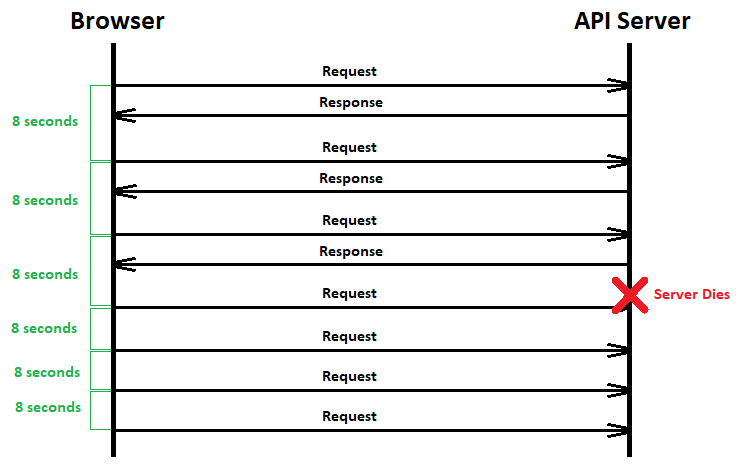 Browser
API Server
Request
Response
8 seconds
Request
Response
8 seconds
Request
Response
8 seconds
Request
Server Dies
8 seconds
Request
8 seconds
Request
8 seconds
Request